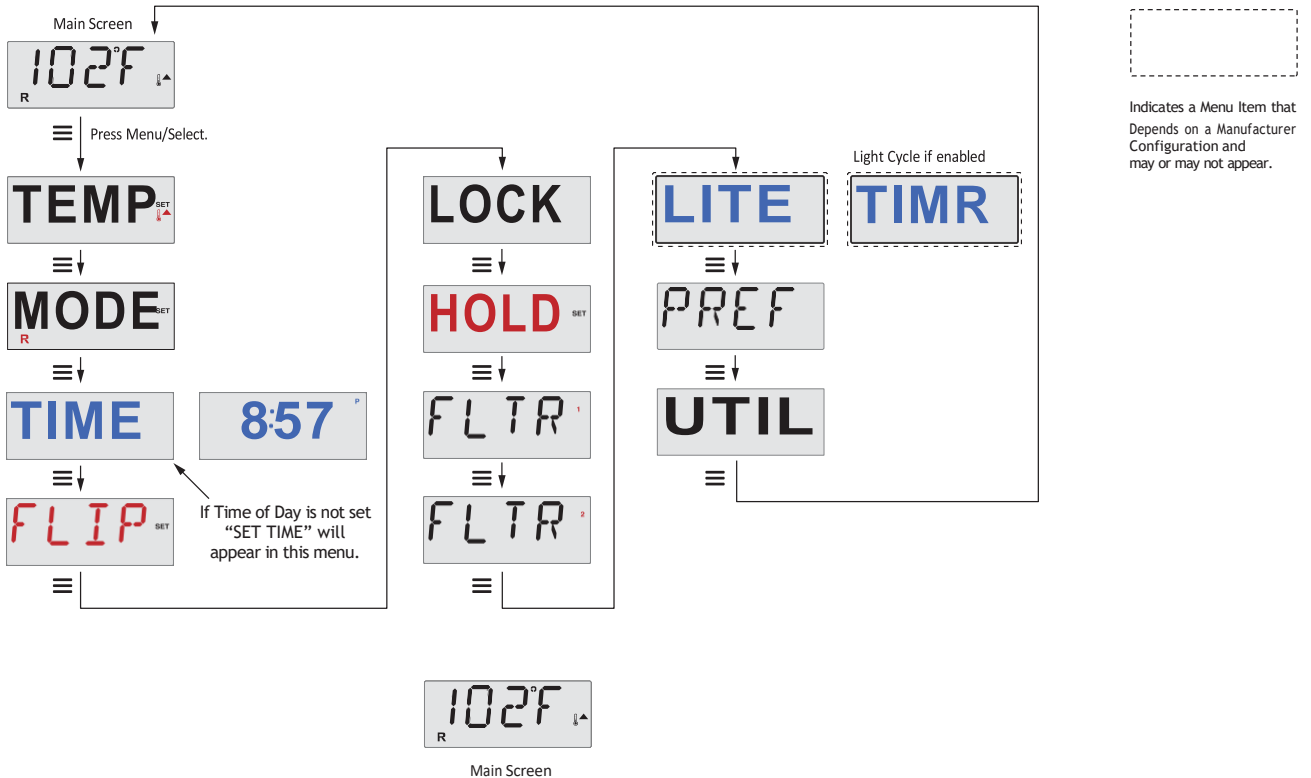 Main Screen
102°F
R
Press Menu/Select.
TEMP SET
MODE SET
R
TIME
8:57 P
FLIP SET
If Time of Day is not set
“SET TIME” will
appear in this menu.
LOCK
HOLD SET
FLTR 1
FLTR 2
LITE
Light Cycle if enabled
TIMR
PREF
UTIL
Indicates a Menu Item that
Depends on a Manufacturer
Configuration and
may or may not appear.
102°F
R
Main Screen